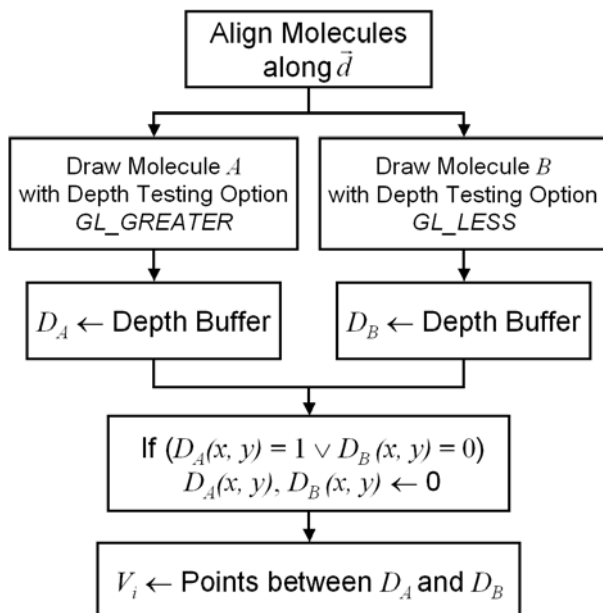 Align Molecules
along $\vec{d}$
Draw Molecule A
with Depth Testing Option
GL_GREATER
Draw Molecule B
with Depth Testing Option
GL_LESS
D_A ← Depth Buffer
D_B ← Depth Buffer
If (D_A(x, y) = 1 ∨ D_B(x, y) = 0)
D_A(x, y), D_B(x, y) ← 0
V_i ← Points between D_A and D_B